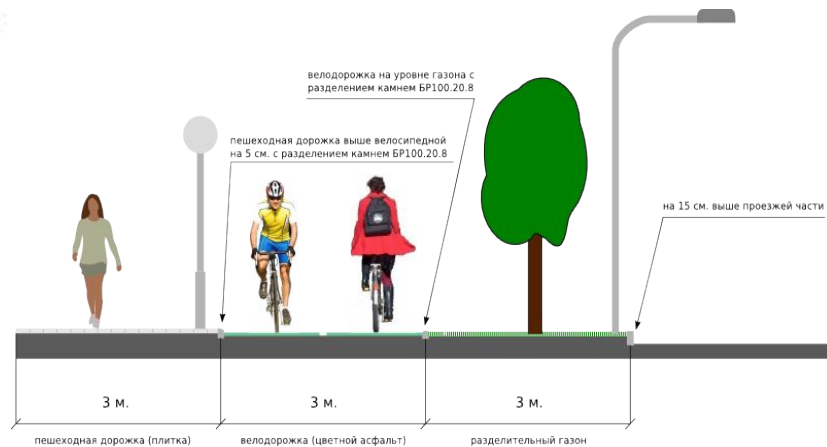 велодорожка на уровне газона с
разделением камнем БР100.20.8
пешеходная дорожка выше велосипедной
на 5 см. с разделением камнем БР100.20.8
на 15 см. выше проезжей части
3 м.
3 м.
3 м.
пешеходная дорожка (плитка)
велодорожка (цветной асфальт)
разделительный газон